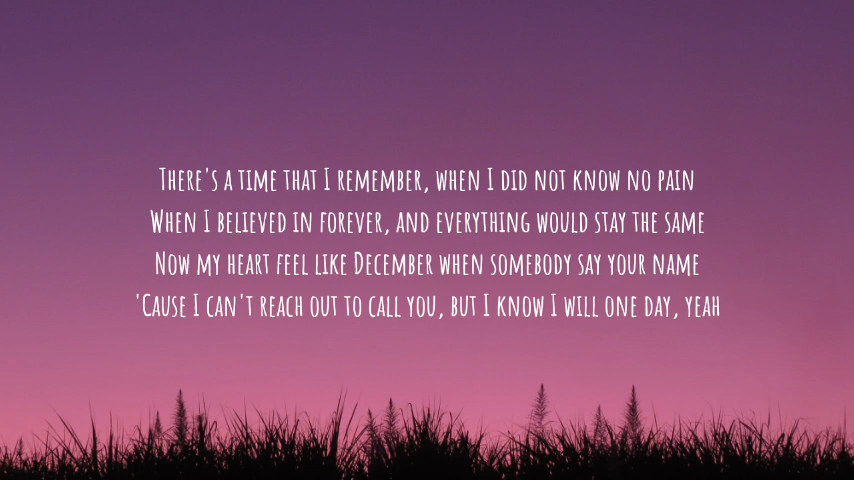 There's a time that I remember, when I did not know no pain
When I believed in forever, and everything would stay the same
Now my heart feel like December when somebody say your name
'Cause I can't reach out to call you, but I know I will one day, yeah